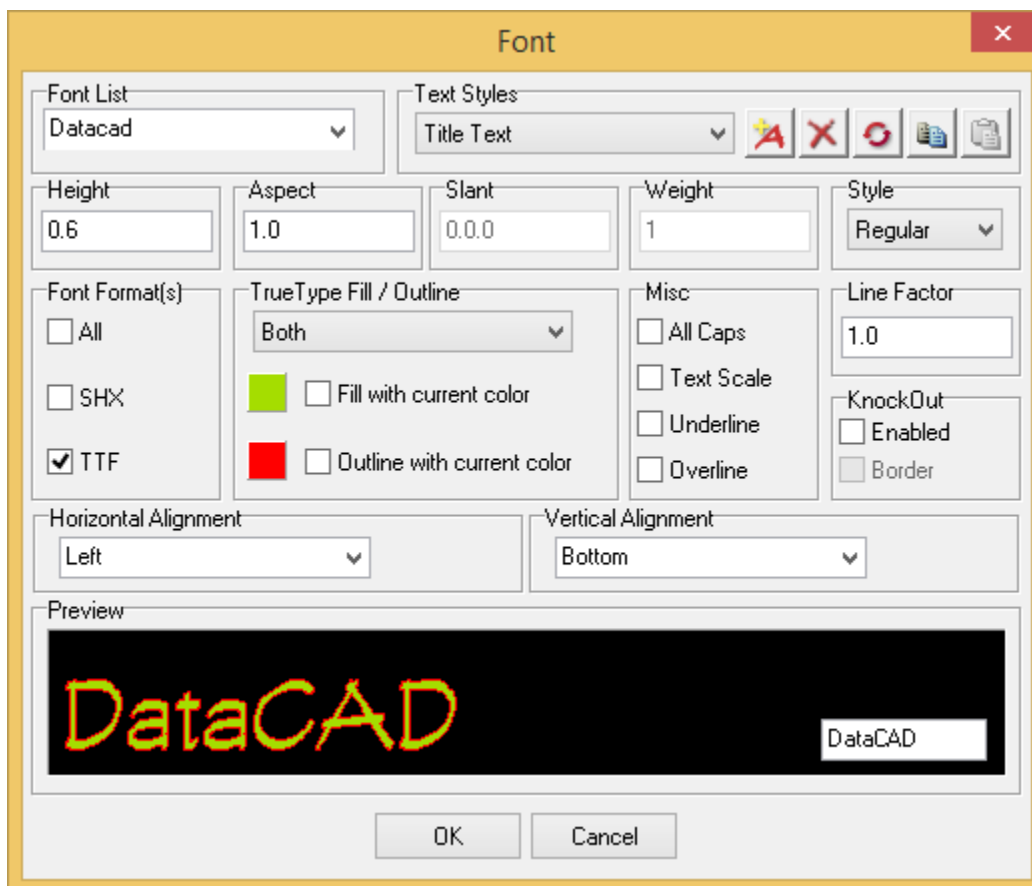 Font
Font List
Datacad
Text Styles
Title Text
Height
0.6
Aspect
1.0
Slant
0.0.0
Weight
1
Style
Regular
Font Format(s)
All
SHX
TTF
TrueType Fill / Outline
Both
Fill with current color
Outline with current color
Misc
All Caps
Text Scale
Underline
Overline
Line Factor
1.0
KnockOut
Enabled
Border
Horizontal Alignment
Left
Vertical Alignment
Bottom
Preview
DataCAD
DataCAD
OK
Cancel